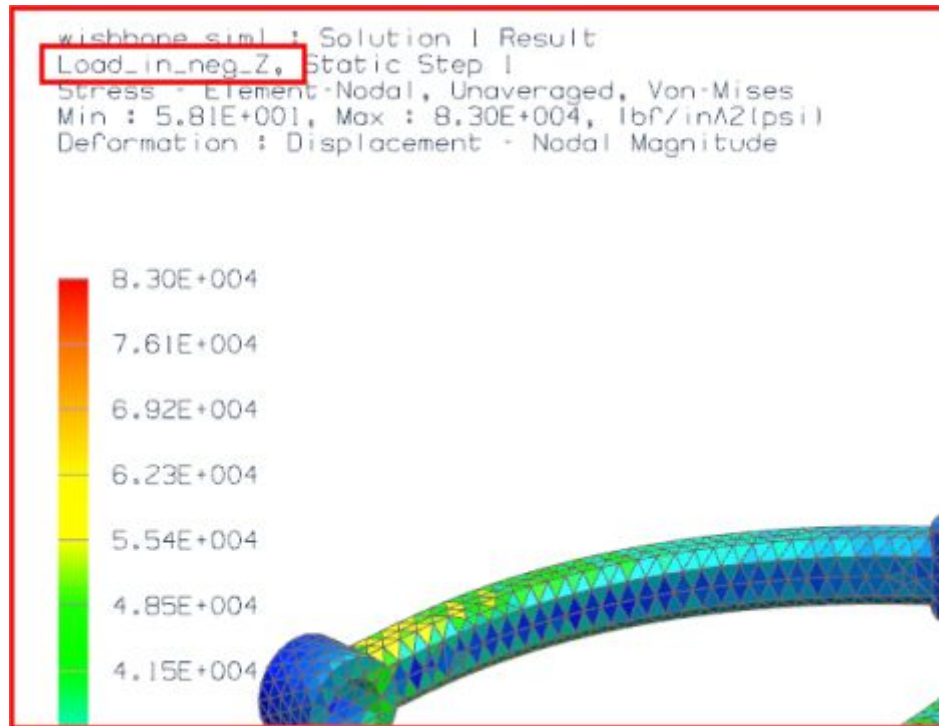 wishbone_sim1 : Solution 1 Result
Load_in_neg_Z, Static Step 1
Stress - Element-Nodal, Unaveraged, Von-Mises
Min : 5.81E+001, Max : 8.30E+004, lbf/in^2(psi)
Deformation : Displacement - Nodal Magnitude
8.30E+004
7.61E+004
6.92E+004
6.23E+004
5.54E+004
4.85E+004
4.15E+004